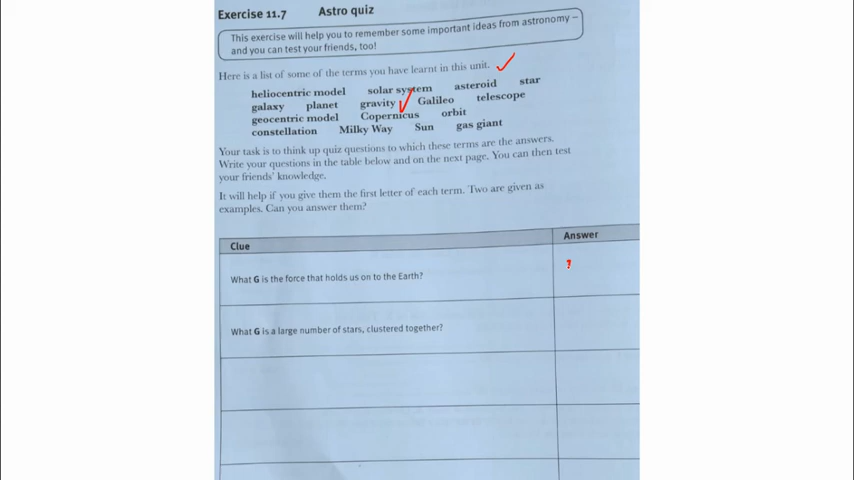 Exercise 11.7 Astro quiz
This exercise will help you to remember some important ideas from astronomy –
and you can test your friends, too!
Here is a list of some of the terms you have learnt in this unit.
heliocentric model solar system asteroid star
galaxy planet gravity Galileo telescope
geocentric model Copernicus orbit
constellation Milky Way Sun gas giant
Your task is to think up quiz questions to which these terms are the answers.
Write your questions in the table below and on the next page. You can then test
your friends' knowledge.
It will help if you give them the first letter of each term. Two are given as
examples. Can you answer them?
Clue Answer
What G is the force that holds us on to the Earth? ?
What G is a large number of stars, clustered together?